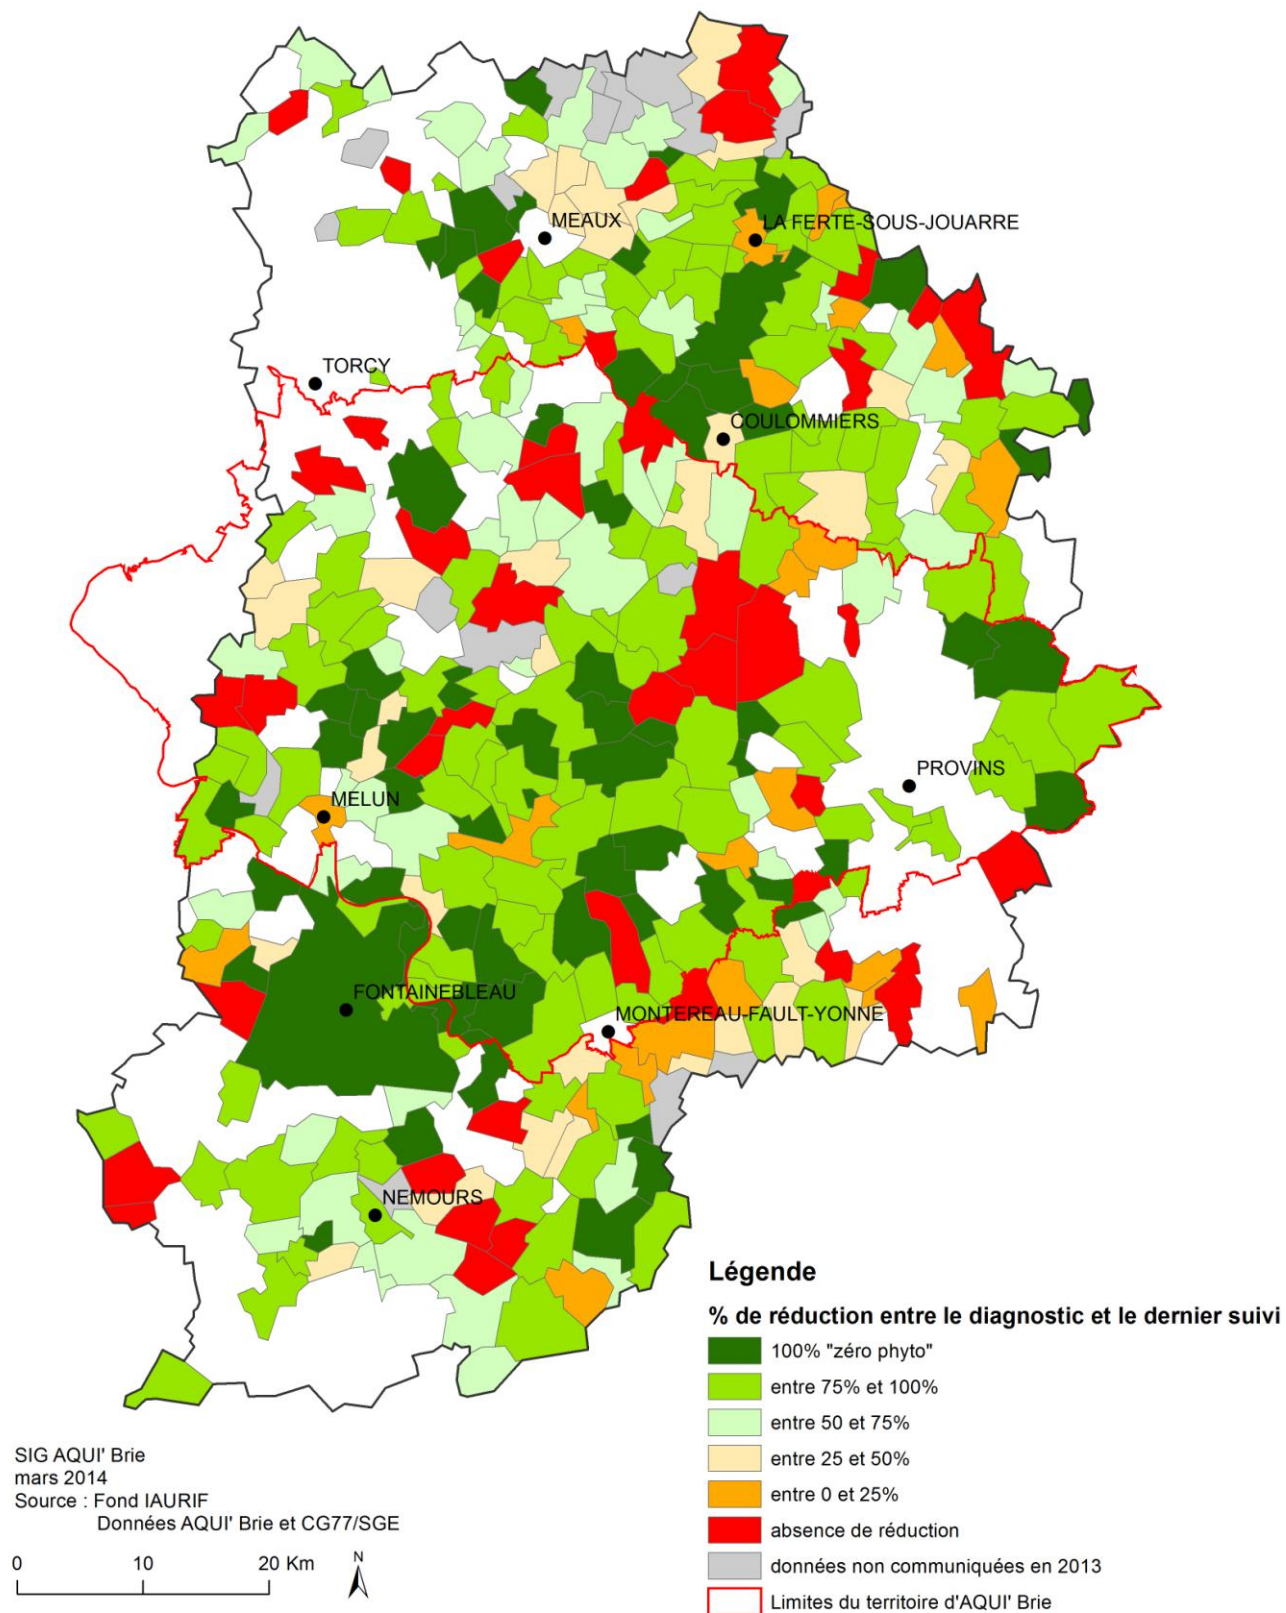 MEAUX
LA FERTE-SOUS-JOUARRE
TORCY
COULOMMIERS
PROVINS
MELUN
FONTAINEBLEAU
MONTEREAU-FAULT-YONNE
NEMOURS
Légende
% de réduction entre le diagnostic et le dernier suivi
100% "zéro phyto"
entre 75% et 100%
entre 50 et 75%
entre 25 et 50%
entre 0 et 25%
absence de réduction
données non communiquées en 2013
Limites du territoire d'AQUI' Brie
SIG AQUI' Brie
mars 2014
Source : Fond IAURIF
Données AQUI' Brie et CG77/SGE
0 10 20 Km
N